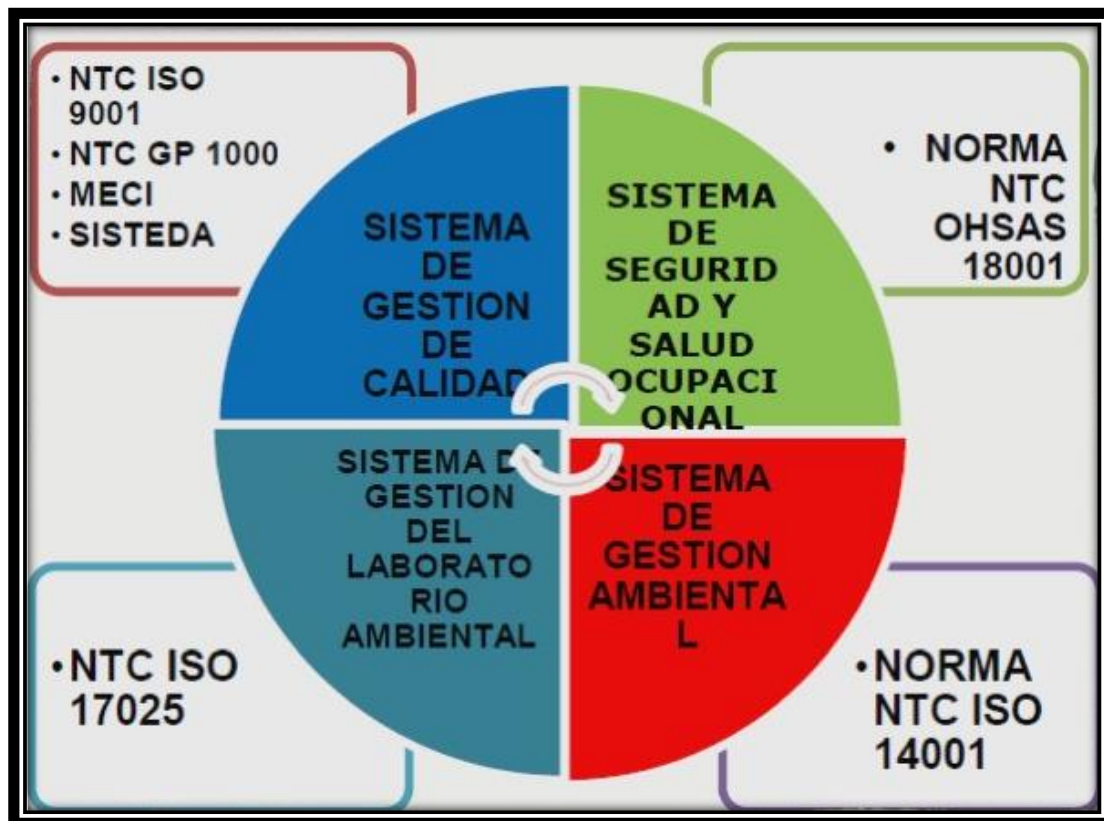 • NTC ISO
9001
• NTC GP 1000
• MECI
• SISTEDA
SISTEMA
DE
GESTION
DE
CALIDAD
SISTEMA
DE
SEGURID
AD Y
SALUD
OCUPACI
ONAL
• NORMA
NTC
OHSAS
18001
SISTEMA DE
GESTION
DEL
LABORATO
RIO
AMBIENTAL
SISTEMA
DE
GESTION
AMBIENTA
L
• NTC ISO
17025
• NORMA
NTC ISO
14001